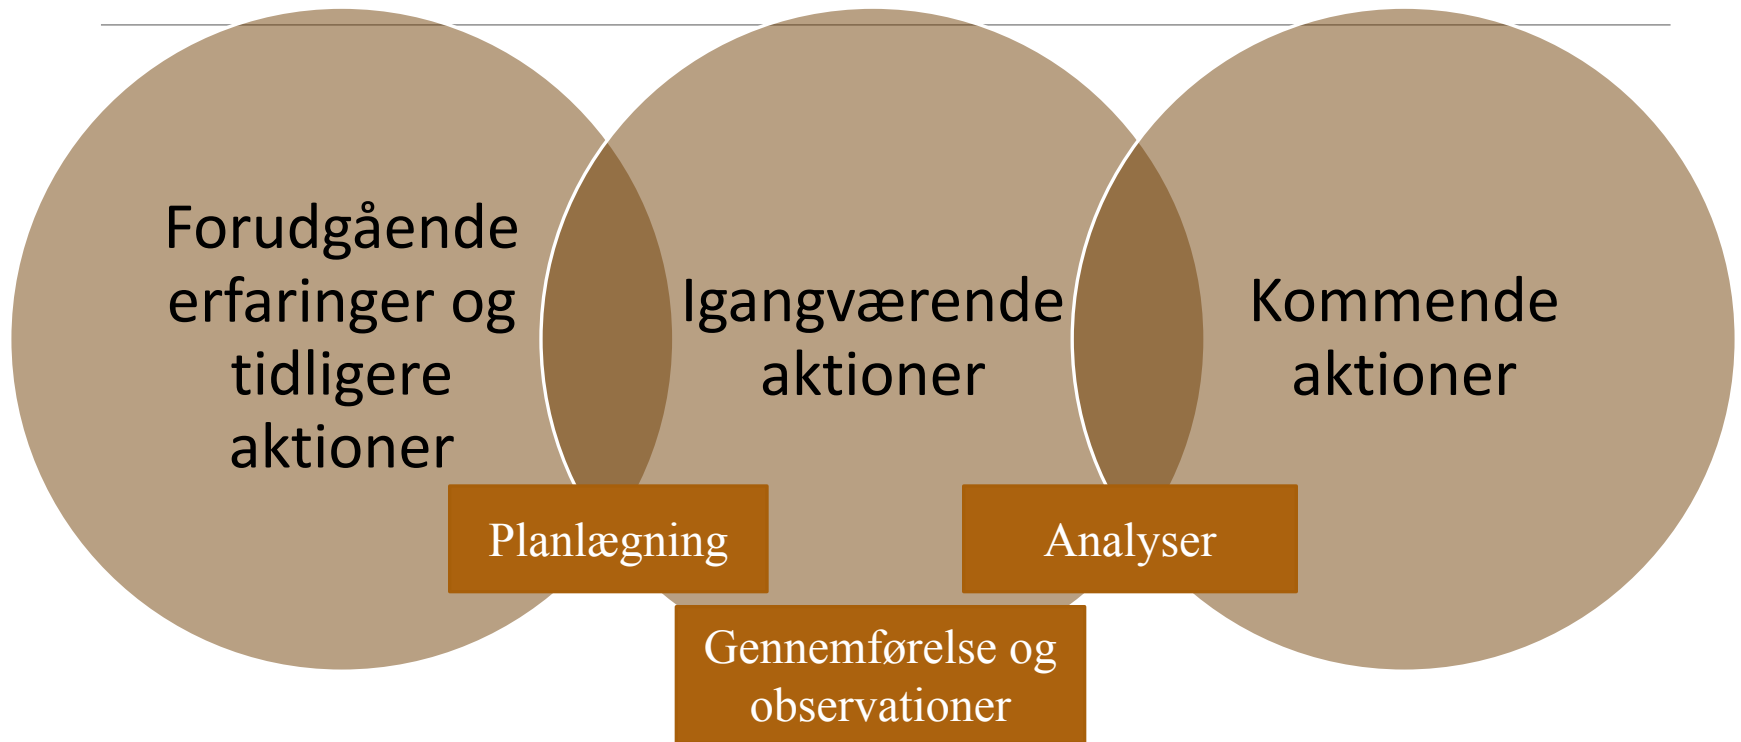 Forudgående
erfaringer og
tidligere
aktioner
Igangværende
aktioner
Kommende
aktioner
Planlægning
Analyser
Gennemførelse og
observationer